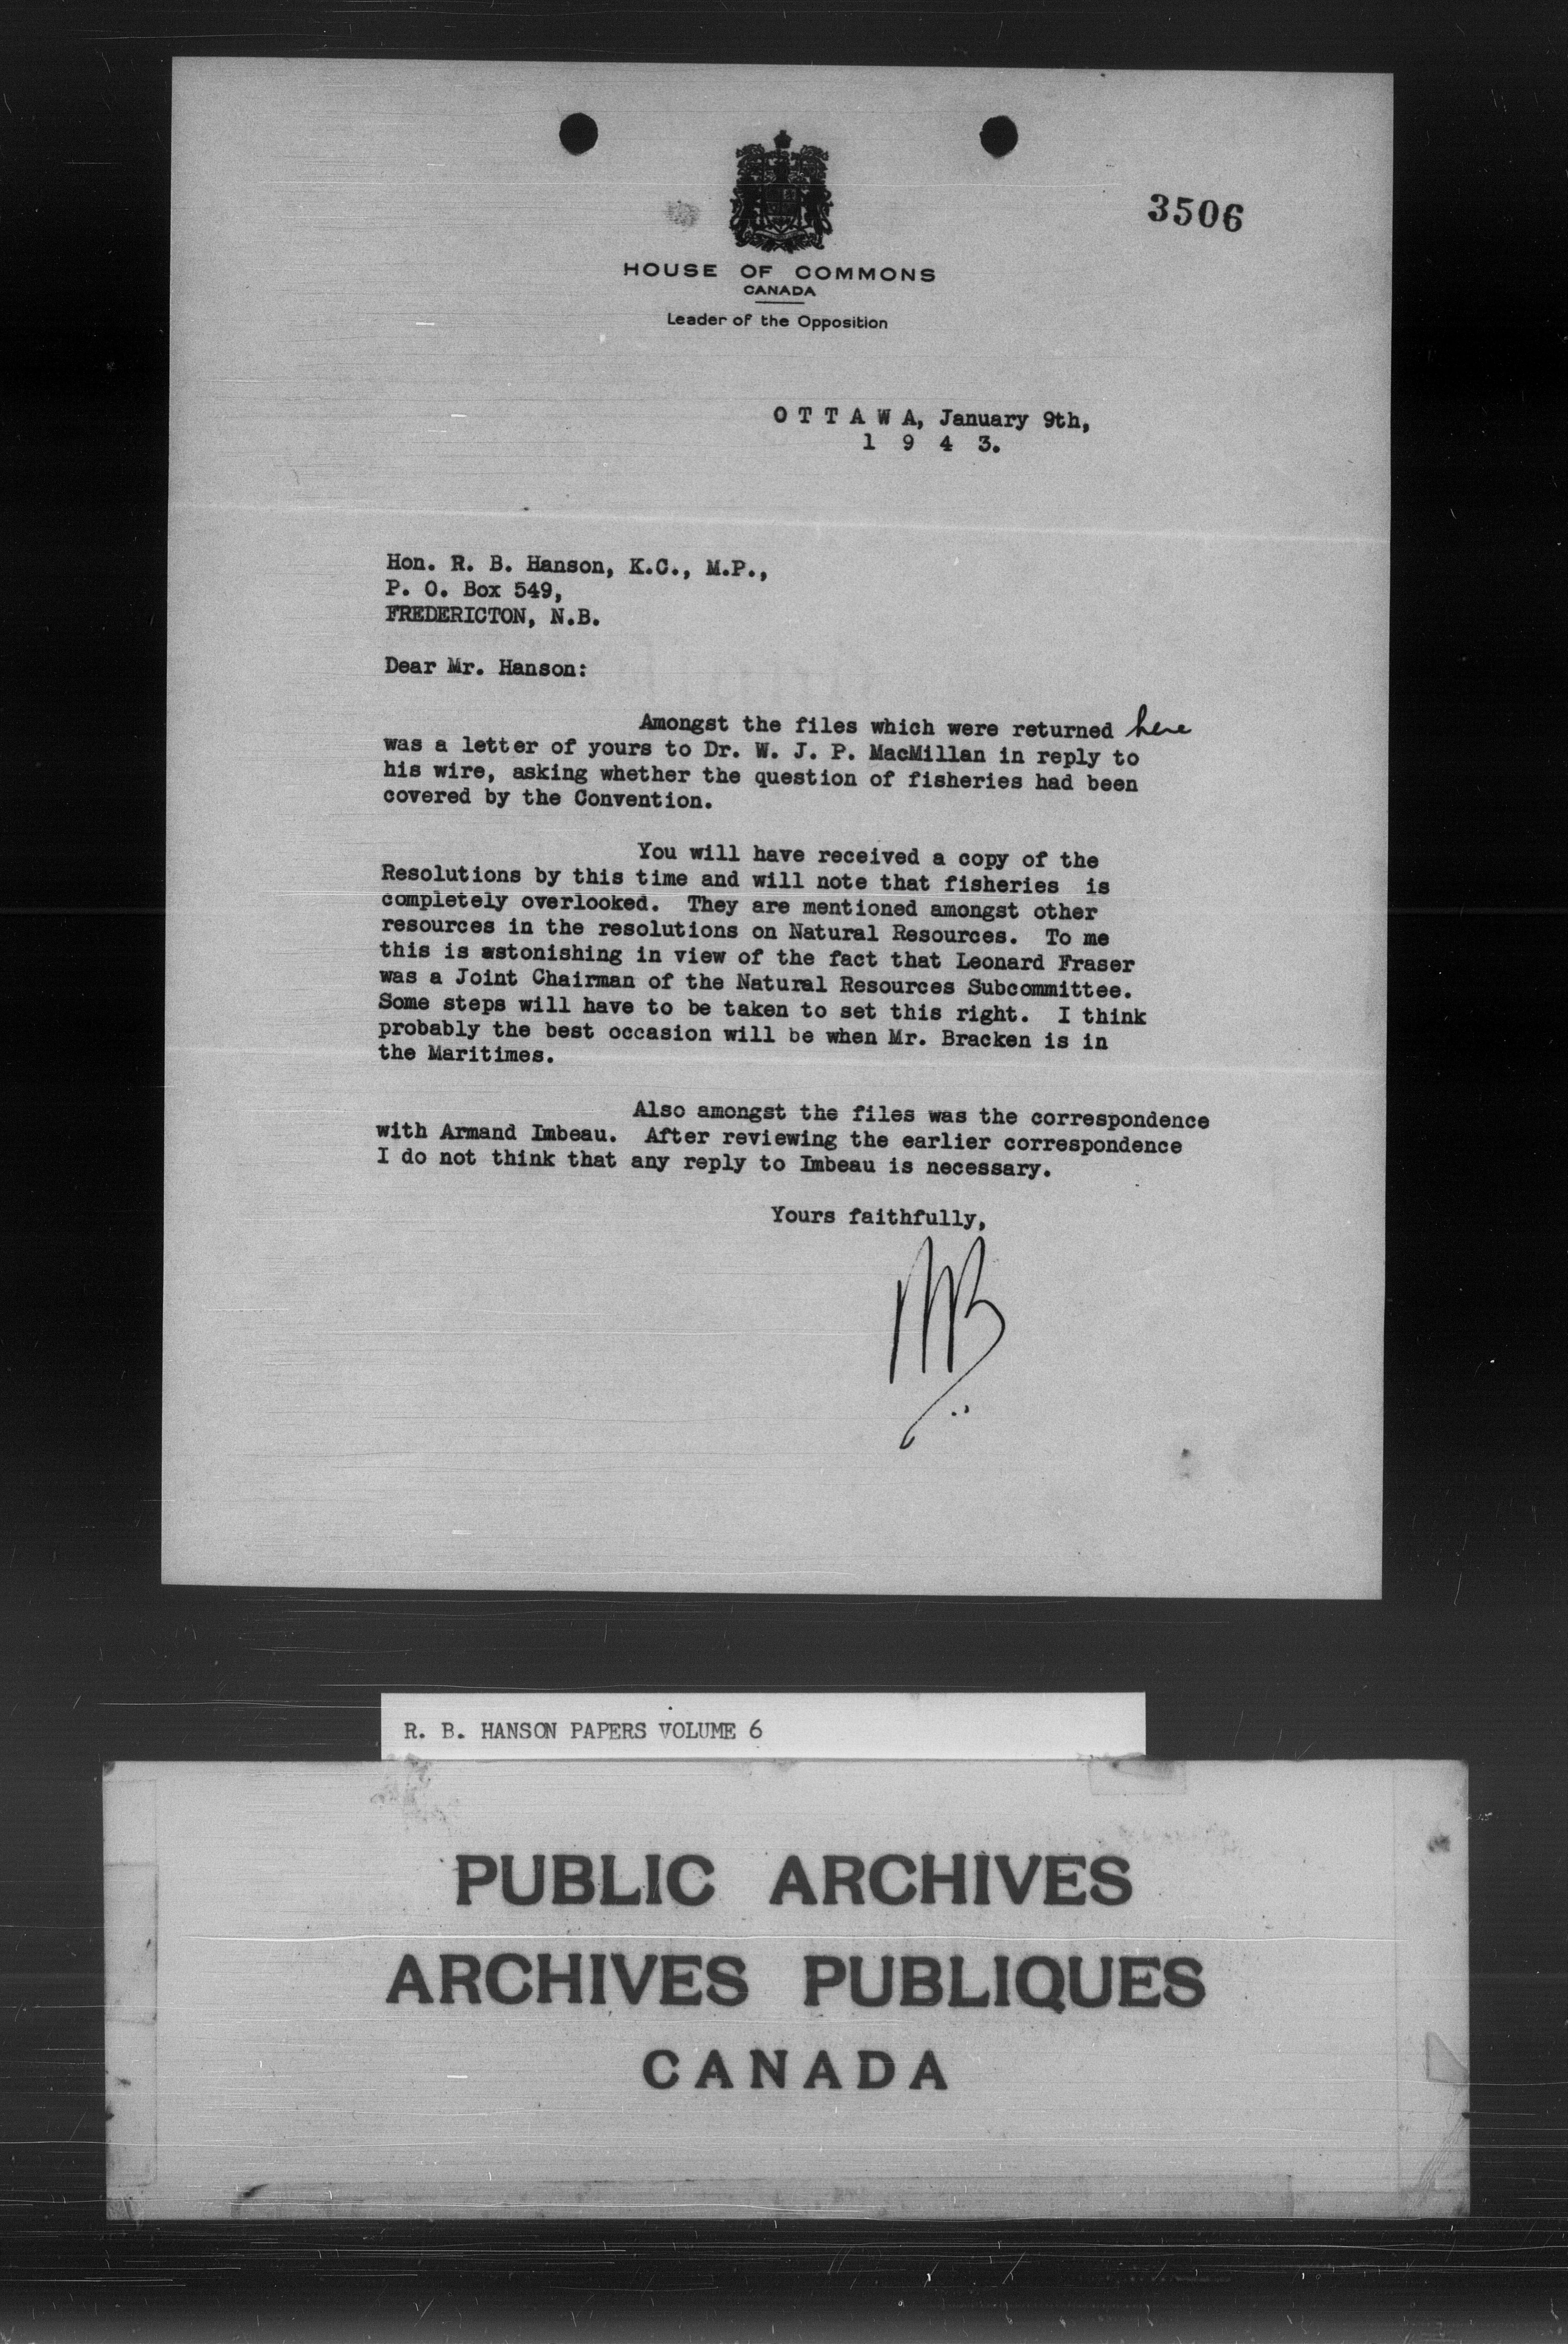 3506
HOUSE OF COMMONS
CANADA
Leader of the Opposition
O T T A W A, January 9th,
1 9 4 3.
Hon. R. B. Hanson, K.C., M.P.,
P. O. Box 549,
FREDERICTON, N.B.
Dear Mr. Hanson:
Amongst the files which were returned here
was a letter of yours to Dr. W. J. P. MacMillan in reply to
his wire, asking whether the question of fisheries had been
covered by the Convention.
You will have received a copy of the
Resolutions by this time and will note that fisheries is
completely overlooked. They are mentioned amongst other
resources in the resolutions on Natural Resources. To me
this is astonishing in view of the fact that Leonard Fraser
was a Joint Chairman of the Natural Resources Subcommittee.
Some steps will have to be taken to set this right. I think
probably the best occasion will be when Mr. Bracken is in
the Maritimes.
Also amongst the files was the correspondence
with Armand Imbeau. After reviewing the earlier correspondence
I do not think that any reply to Imbeau is necessary.
Yours faithfully,
R. B. HANSON PAPERS VOLUME 6
PUBLIC ARCHIVES
ARCHIVES PUBLIQUES
CANADA